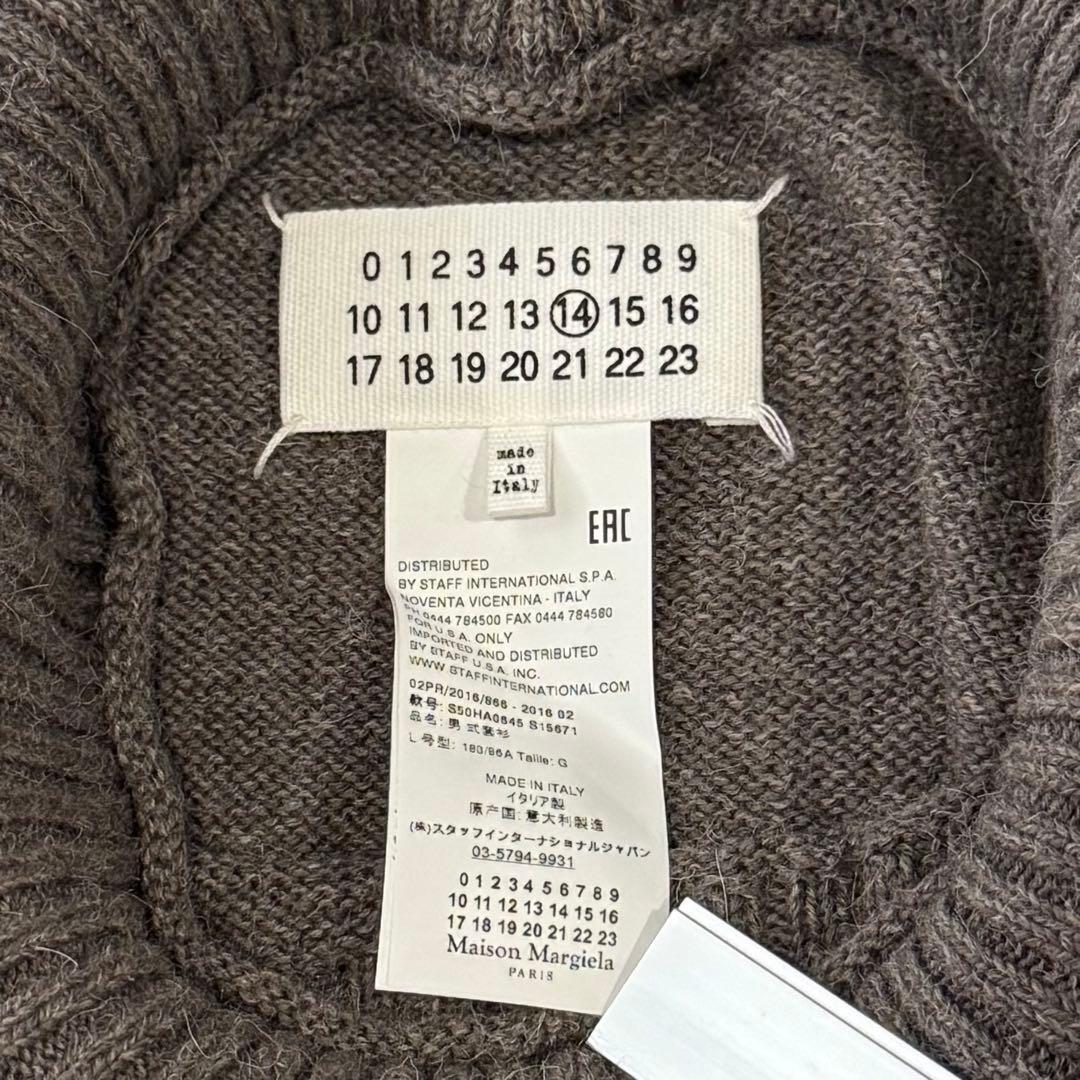 0 1 2 3 4 5 6 7 8 9
10 11 12 13 14 15 16
17 18 19 20 21 22 23
made
in
Italy
EAC
DISTRIBUTED
BY STAFF INTERNATIONAL S.P.A.
NOVENTA VICENTINA - ITALY
PH 0444 784500 FAX 0444 784560
FOR U.S.A. ONLY
IMPORTED AND DISTRIBUTED
BY STAFF U.S.A. INC.
WWW.STAFFINTERNATIONAL.COM
02PR/2016/866 - 2016 02
款号: S50HA0645 S15671
品名: 男式套衫
L 号型: 180/96A Taille: G
MADE IN ITALY
イタリア製
原产国: 意大利製造
(株)スタッフインターナショナルジャパン
03-5794-9931
0 1 2 3 4 5 6 7 8 9
10 11 12 13 14 15 16
17 18 19 20 21 22 23
Maison Margiela
PARIS